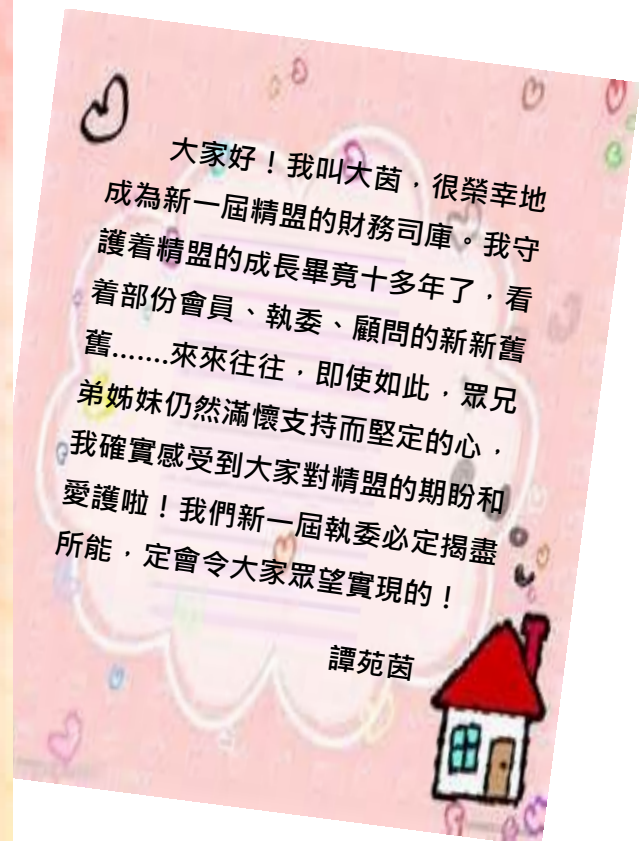 大家好！我叫大茵，很榮幸地
成為新一屆精盟的財務司庫。我守
護着精盟的成長畢竟十多年了，看
着部份會員、執委、顧問的新新舊
舊.......來來往往，即使如此，眾兄
弟姊妹仍然滿懷支持而堅定的心，
我確實感受到大家對精盟的期盼和
愛護啦！我們新一屆執委必定揭盡
所能，定會令大家眾望實現的！
譚苑茵